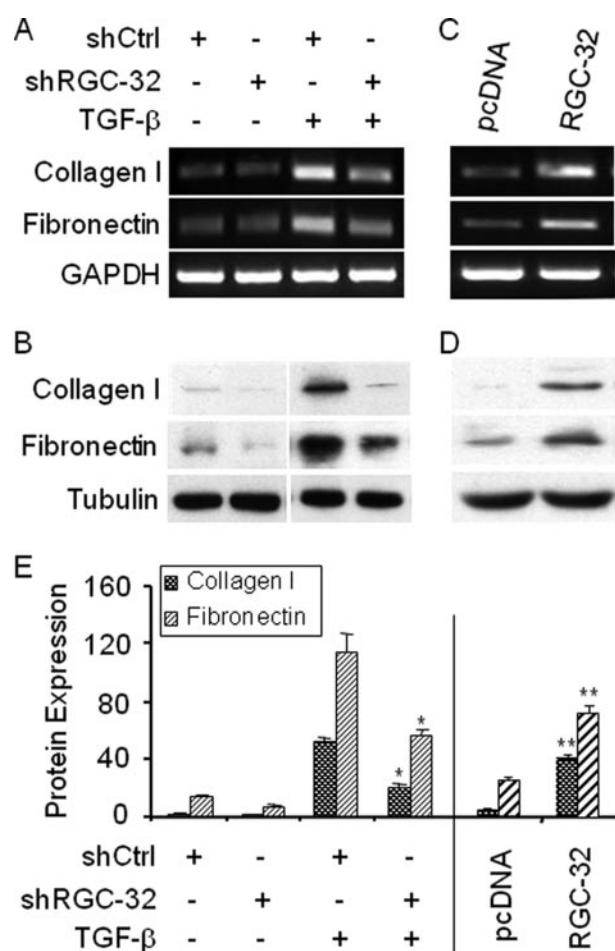 A
shCtrl + - + -
shRGC-32 - + - +
TGF-β - - + +
Collagen I
Fibronectin
GAPDH
C
pcDNA
RGC-32
B
Collagen I
Fibronectin
Tubulin
D
E
Protein Expression
160
120
80
40
0
Collagen I
Fibronectin
*
*
**
**
shCtrl + - + -
shRGC-32 - + - +
TGF-β - - + +
pcDNA
RGC-32